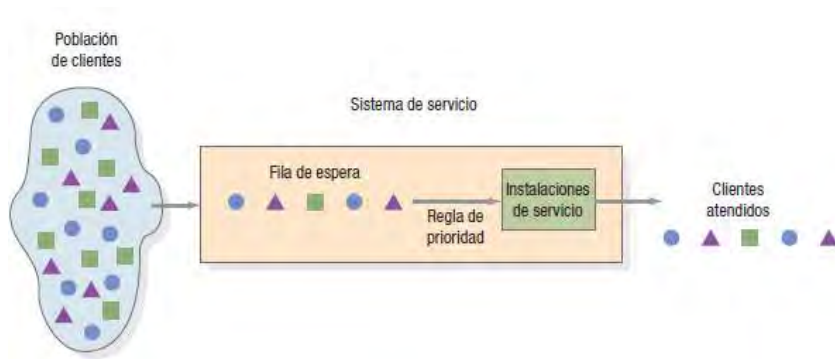 Población
de clientes
Sistema de servicio
Fila de espera
Regla de
prioridad
Instalaciones
de servicio
Clientes
atendidos